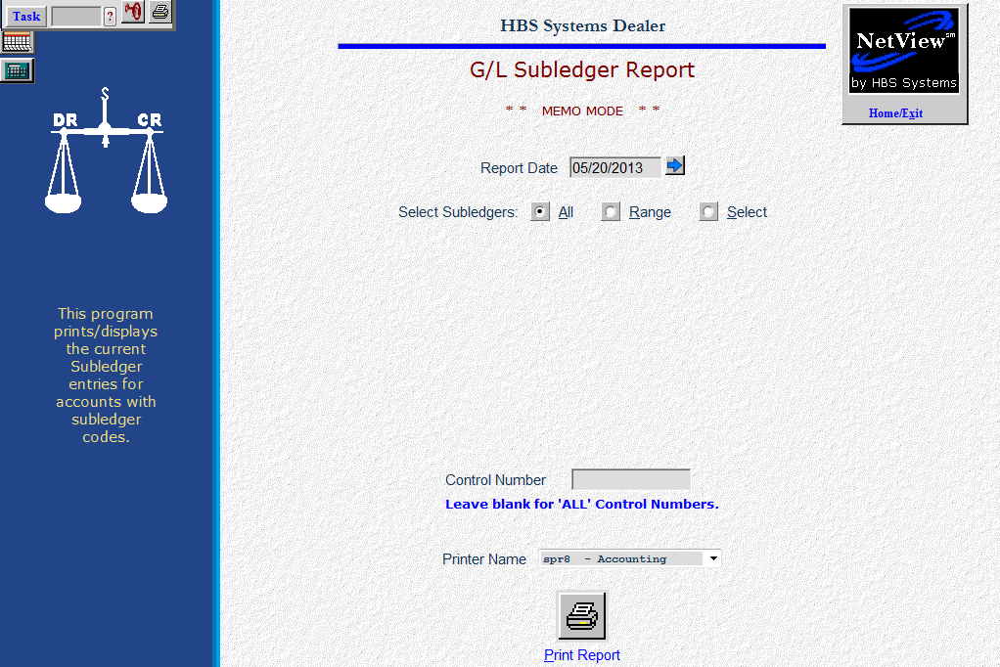 Task ?
HBS Systems Dealer
G/L Subledger Report
* * MEMO MODE * *
NetView℠
by HBS Systems
Home/Exit
DR CR
Report Date 05/20/2013
Select Subledgers: All Range Select
This program
prints/displays
the current
Subledger
entries for
accounts with
subledger
codes.
Control Number
Leave blank for 'ALL' Control Numbers.
Printer Name spr8 - Accounting
Print Report